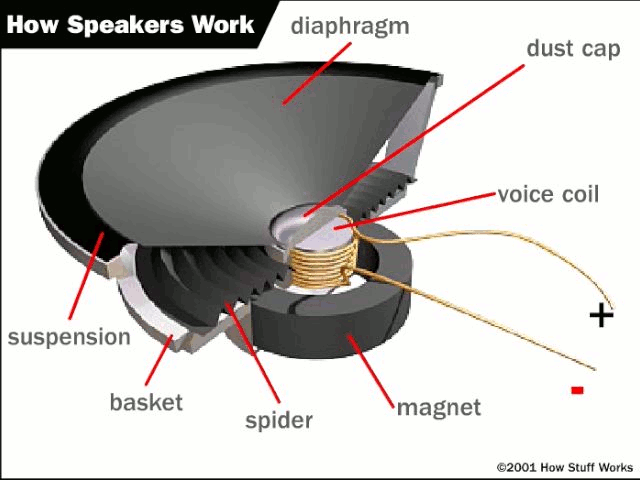 How Speakers Work
diaphragm
dust cap
voice coil
+
suspension
-
basket
magnet
spider
©2001 How Stuff Works